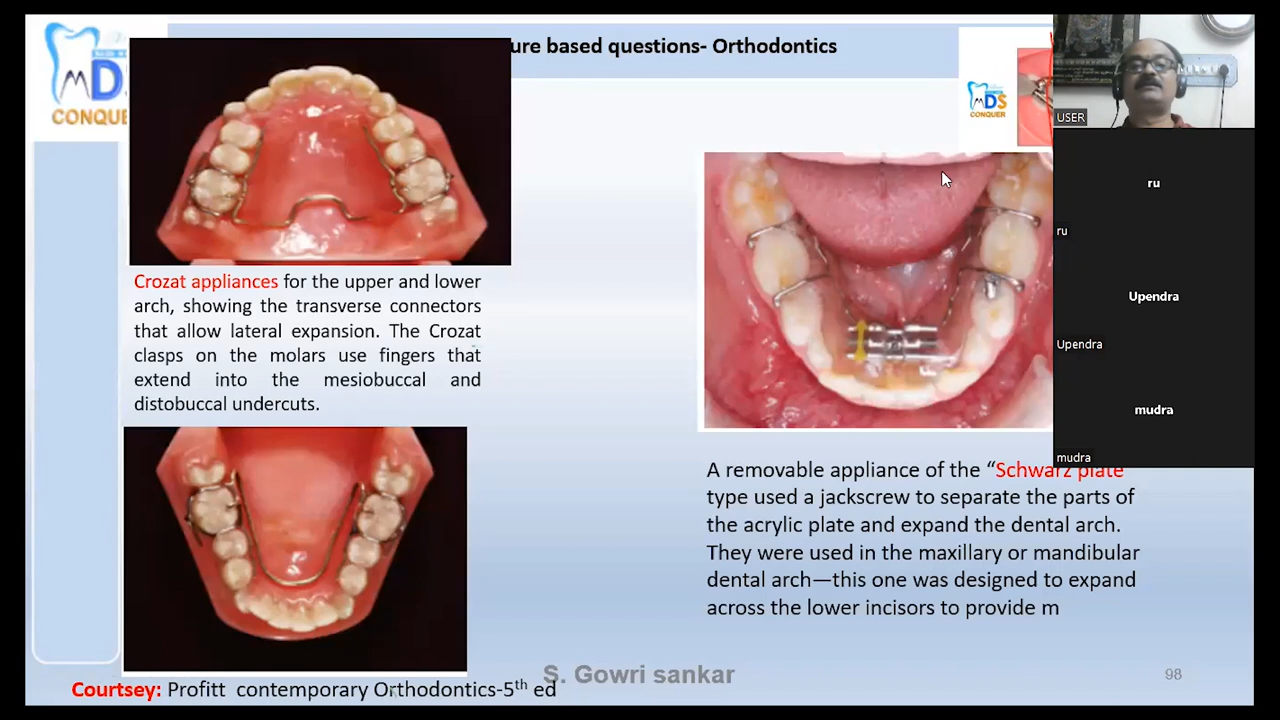 ure based questions- Orthodontics
MDS
CONQUER
DS
CONQUER
USER
ru
ru
Upendra
Upendra
mudra
mudra
Crozat appliances for the upper and lower
arch, showing the transverse connectors
that allow lateral expansion. The Crozat
clasps on the molars use fingers that
extend into the mesiobuccal and
distobuccal undercuts.
A removable appliance of the “Schwarz plate
type used a jackscrew to separate the parts of
the acrylic plate and expand the dental arch.
They were used in the maxillary or mandibular
dental arch—this one was designed to expand
across the lower incisors to provide m
S. Gowri sankar
98
Courtsey: Profitt contemporary Orthodontics-5th ed